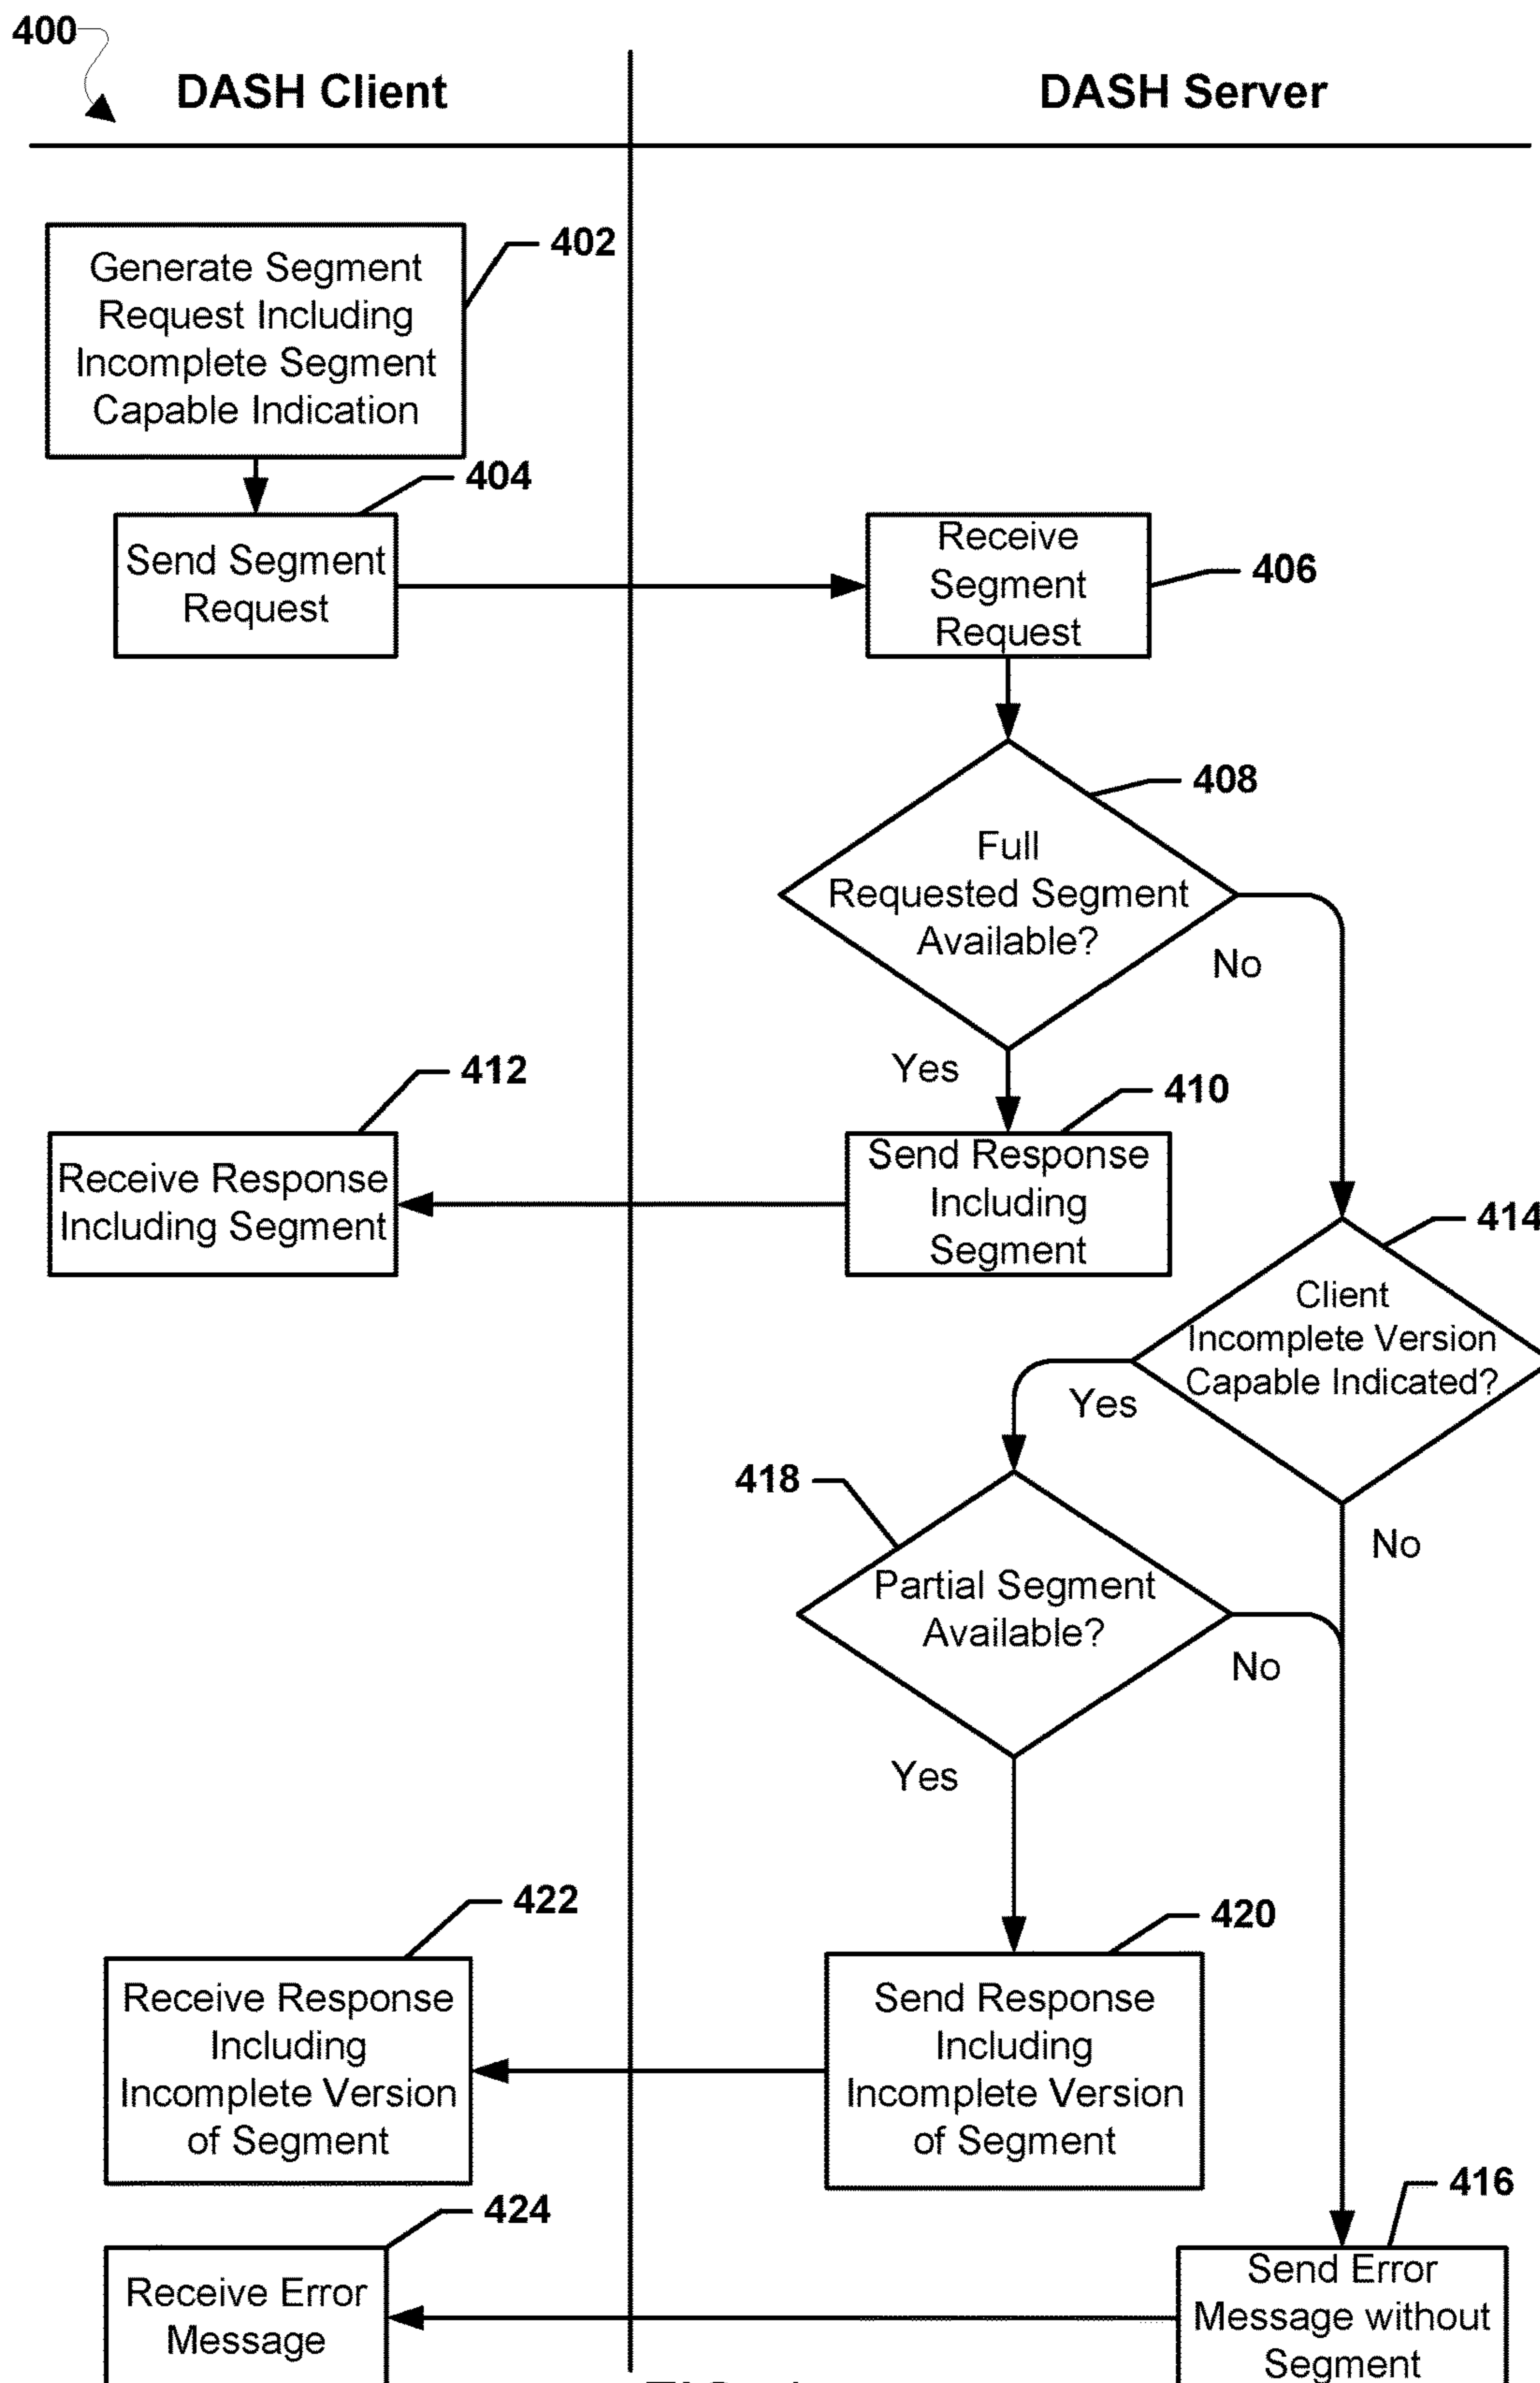 400
DASH Client
DASH Server
402
Generate Segment
Request Including
Incomplete Segment
Capable Indication
404
Send Segment
Request
Receive
Segment
Request
406
408
Full
Requested Segment
Available?
No
Yes
412
410
Receive Response
Including Segment
Send Response
Including
Segment
414
Client
Incomplete Version
Capable Indicated?
Yes
418
No
Partial Segment
Available?
No
Yes
422
420
Receive Response
Including
Incomplete Version
of Segment
Send Response
Including
Incomplete Version
of Segment
416
424
Receive Error
Message
Send Error
Message without
Segment